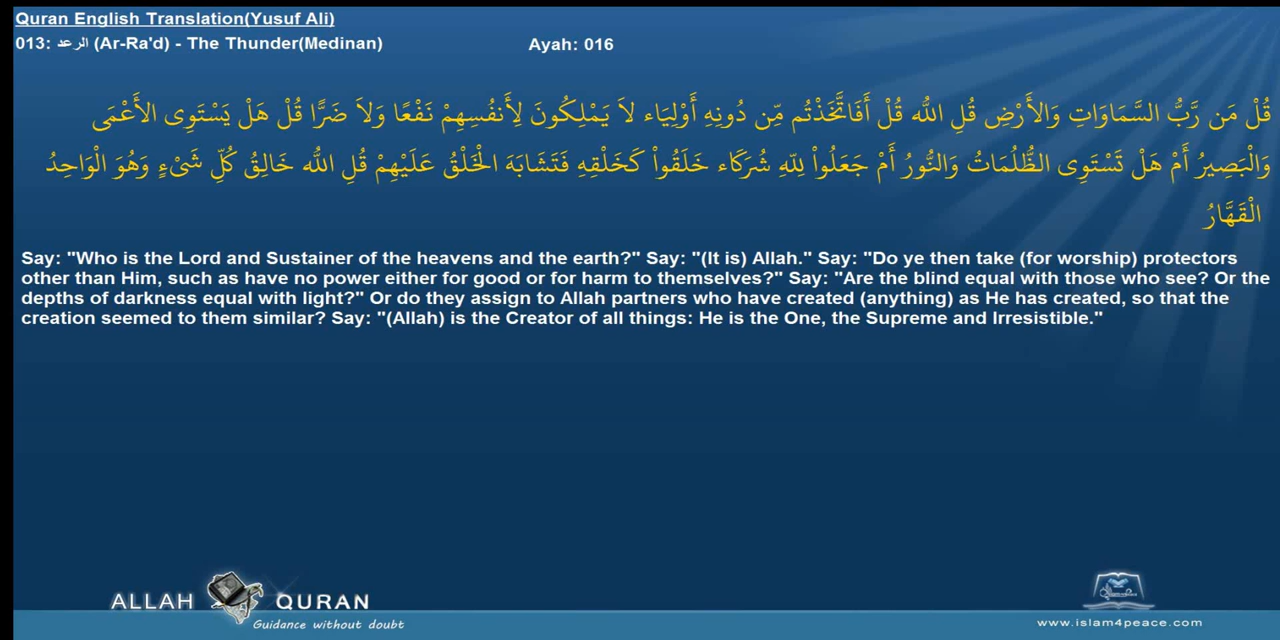 Quran English Translation(Yusuf Ali)
013: الرعد (Ar-Ra'd) - The Thunder(Medinan)
Ayah: 016
قُلْ مَن رَّبُّ السَّمَاوَاتِ وَالأَرْضِ قُلِ اللّهُ قُلْ أَفَاتَّخَذْتُم مِّن دُونِهِ أَوْلِيَاء لاَ يَمْلِكُونَ لِأَنفُسِهِمْ نَفْعًا وَلاَ ضَرًّا قُلْ هَلْ يَسْتَوِى الأَعْمَى
وَالْبَصِيرُ أَمْ هَلْ تَسْتَوِى الظُّلُمَاتُ وَالنُّورُ أَمْ جَعَلُواْ لِلّهِ شُرَكَاء خَلَقُواْ كَخَلْقِهِ فَتَشَابَهَ الْخَلْقُ عَلَيْهِمْ قُلِ اللّهُ خَالِقُ كُلِّ شَىْءٍ وَهُوَ الْوَاحِدُ
الْقَهَّارُ
Say: "Who is the Lord and Sustainer of the heavens and the earth?" Say: "(It is) Allah." Say: "Do ye then take (for worship) protectors
other than Him, such as have no power either for good or for harm to themselves?" Say: "Are the blind equal with those who see? Or the
depths of darkness equal with light?" Or do they assign to Allah partners who have created (anything) as He has created, so that the
creation seemed to them similar? Say: "(Allah) is the Creator of all things: He is the One, the Supreme and Irresistible."
ALLAH QURAN
Guidance without doubt
www.islam4peace.com